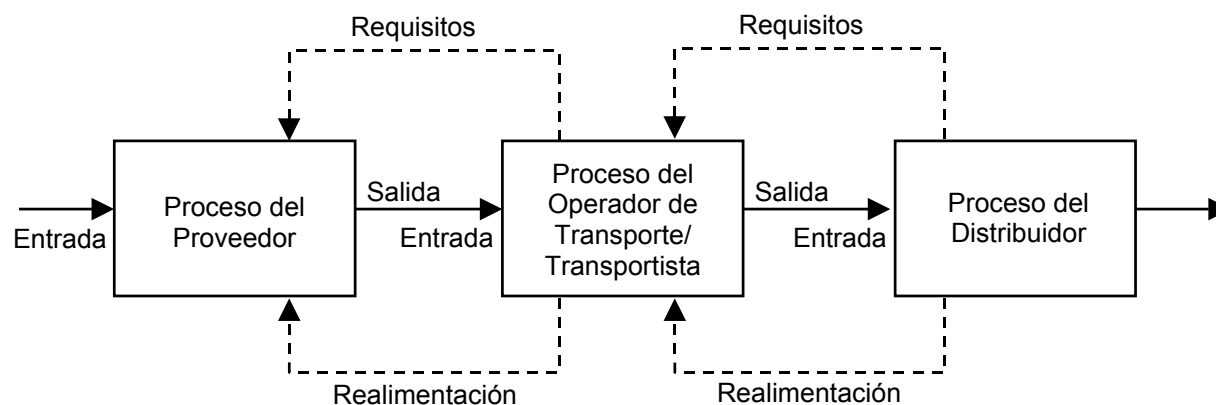 Requisitos
Requisitos
Entrada
Proceso del
Proveedor
Salida
Entrada
Proceso del
Operador de
Transporte/
Transportista
Salida
Entrada
Proceso del
Distribuidor
Realimentación
Realimentación